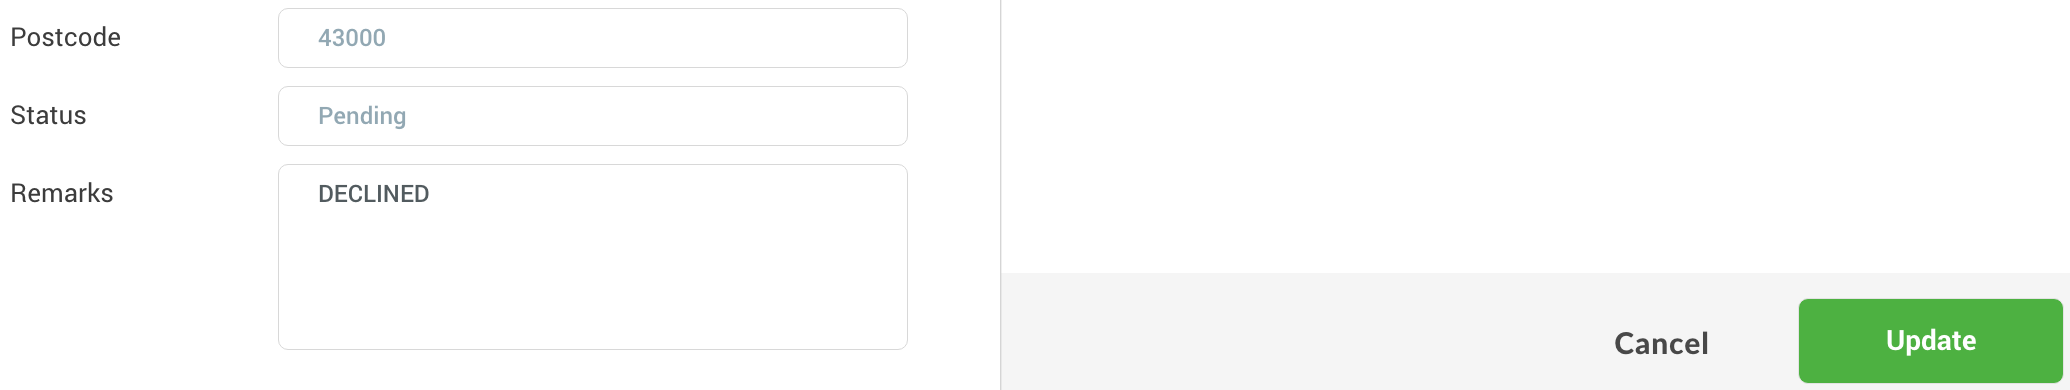 Postcode 43000
Status Pending
Remarks DECLINED
Cancel Update